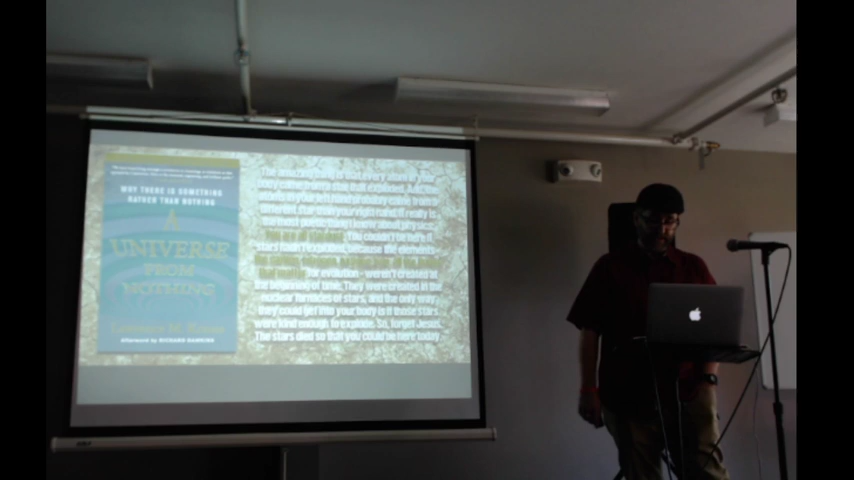 WHY THERE IS SOMETHING
RATHER THAN NOTHING
A
UNIVERSE
FROM
NOTHING
Lawrence M. Krauss
Afterword by RICHARD DAWKINS
The amazing thing is that every atom in your
body came from a star that exploded. And, the
atoms in your left hand probably came from a
different star than your right hand. It really is
the most poetic thing I know about physics:
You are all stardust. You couldn't be here if
stars hadn't exploded, because the elements
for evolution - weren't created at
the beginning of time. They were created in the
nuclear furnaces of stars, and the only way
they could get into your body is if those stars
were kind enough to explode. So, forget Jesus.
The stars died so that you could be here today.